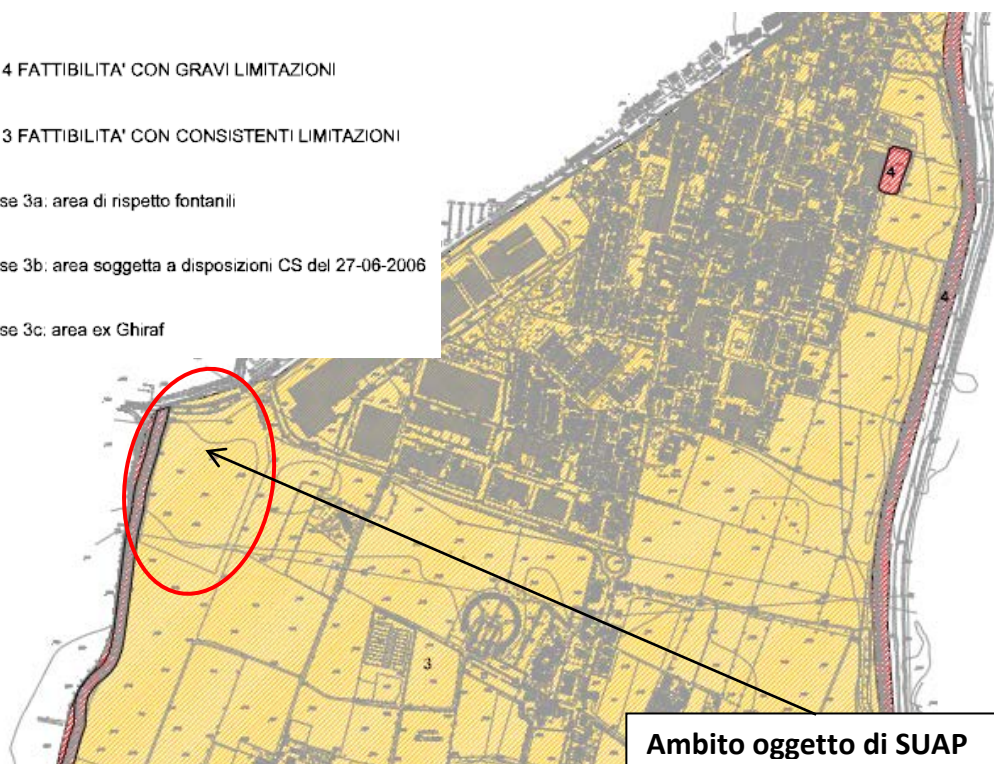 4 FATTIBILITA' CON GRAVI LIMITAZIONI
3 FATTIBILITA' CON CONSISTENTI LIMITAZIONI
se 3a: area di rispetto fontanili
se 3b: area soggetta a disposizioni CS del 27-06-2006
se 3c: area ex Ghiraf
4
4
3
Ambito oggetto di SUAP